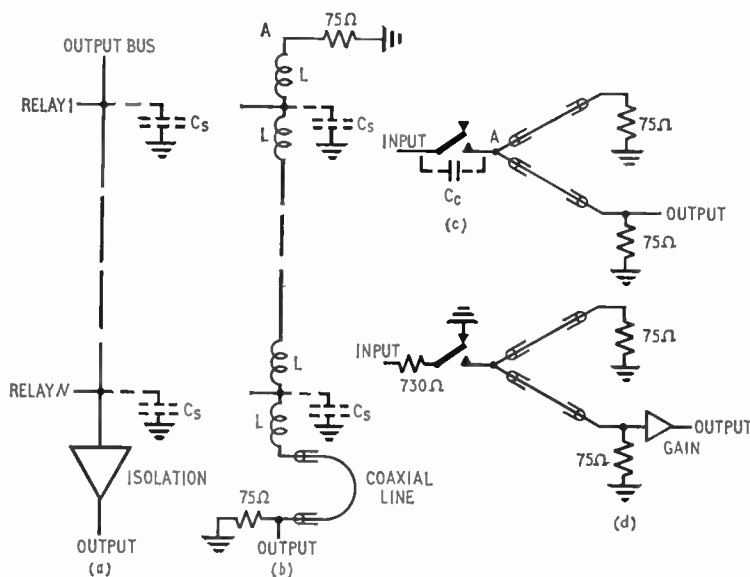 OUTPUT BUS
RELAY 1
Cs
RELAY N
Cs
ISOLATION
OUTPUT
(a)
A
75Ω
L
Cs
L
L
Cs
L
COAXIAL
LINE
75Ω
OUTPUT
(b)
INPUT
A
Cc
75Ω
OUTPUT
75Ω
(c)
INPUT
730Ω
75Ω
75Ω
OUTPUT
GAIN
(d)